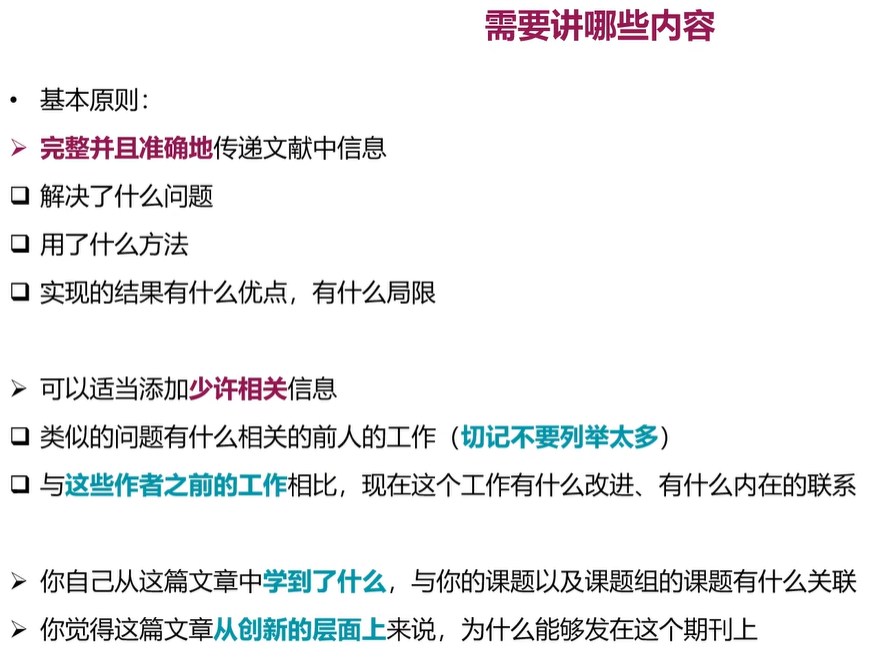 需要讲哪些内容
• 基本原则：
➢ 完整并且准确地传递文献中信息
❑ 解决了什么问题
❑ 用了什么方法
❑ 实现的结果有什么优点，有什么局限
➢ 可以适当添加少许相关信息
❑ 类似的问题有什么相关的前人的工作（切记不要列举太多）
❑ 与这些作者之前的工作相比，现在这个工作有什么改进、有什么内在的联系
➢ 你自己从这篇文章中学到了什么，与你的课题以及课题组的课题有什么关联
➢ 你觉得这篇文章从创新的层面上来说，为什么能够发在这个期刊上